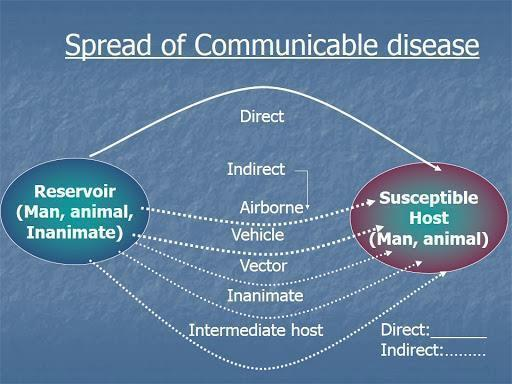 Spread of Communicable disease
Direct
Indirect
Reservoir
(Man, animal,
Inanimate)
Airborne
Vehicle
Vector
Inanimate
Intermediate host
Susceptible
Host
(Man, animal)
Direct:_______
Indirect:.........